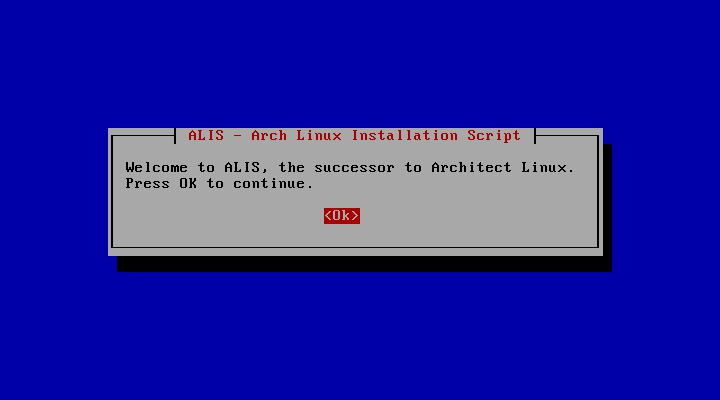 ALIS - Arch Linux Installation Script
Welcome to ALIS, the successor to Architect Linux.
Press OK to continue.
<Ok>